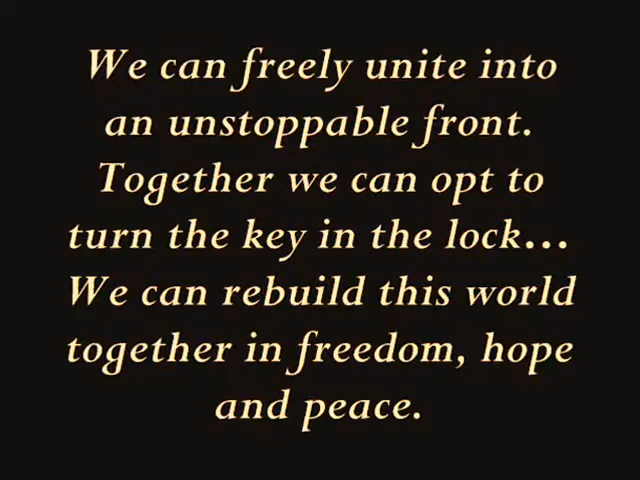 We can freely unite into
an unstoppable front.
Together we can opt to
turn the key in the lock...
We can rebuild this world
together in freedom, hope
and peace.